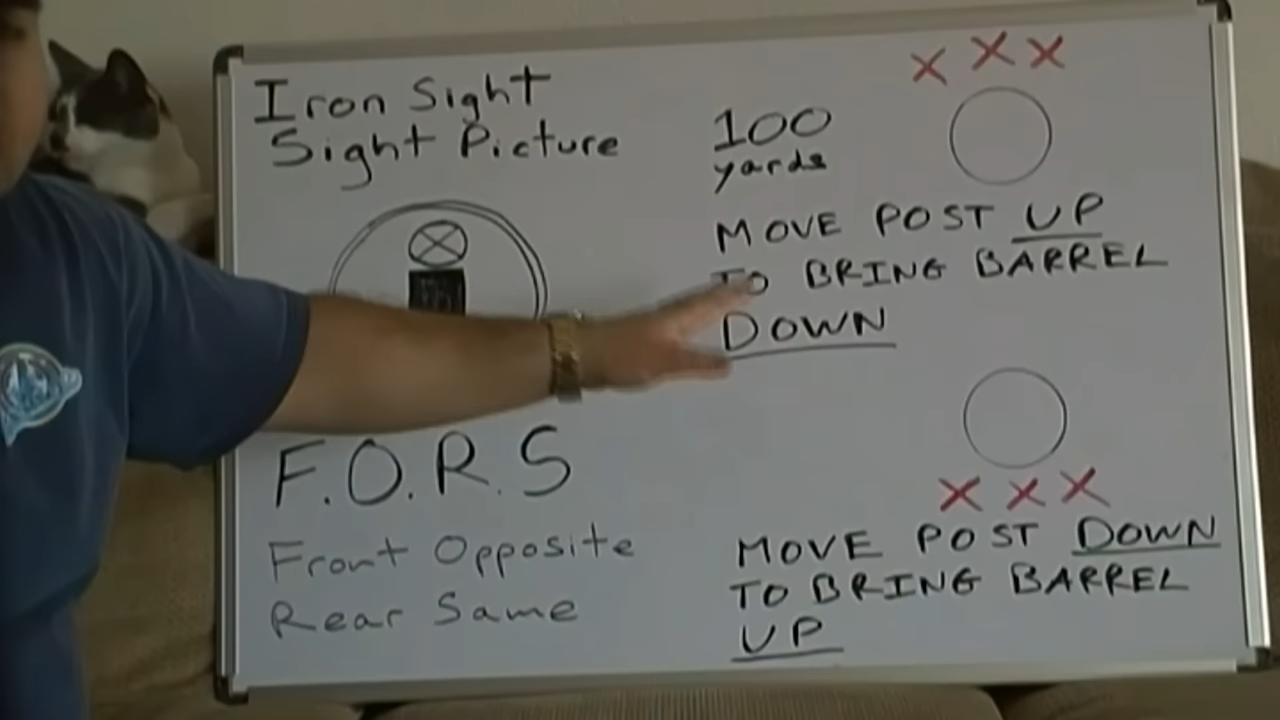 Iron Sight
Sight Picture
100
yards
MOVE POST UP
TO BRING BARREL
DOWN
F.O.R.S
Front Opposite
Rear Same
MOVE POST DOWN
TO BRING BARREL
UP